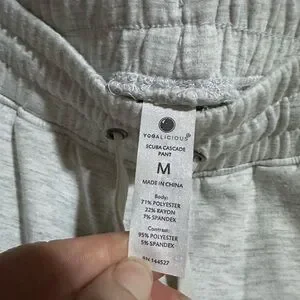 YOGALICIOUS®
SCUBA CASCADE
PANT
M
MADE IN CHINA
Body:
71% POLYESTER
22% RAYON
7% SPANDEX
Contrast:
95% POLYESTER
5% SPANDEX
RN 144527